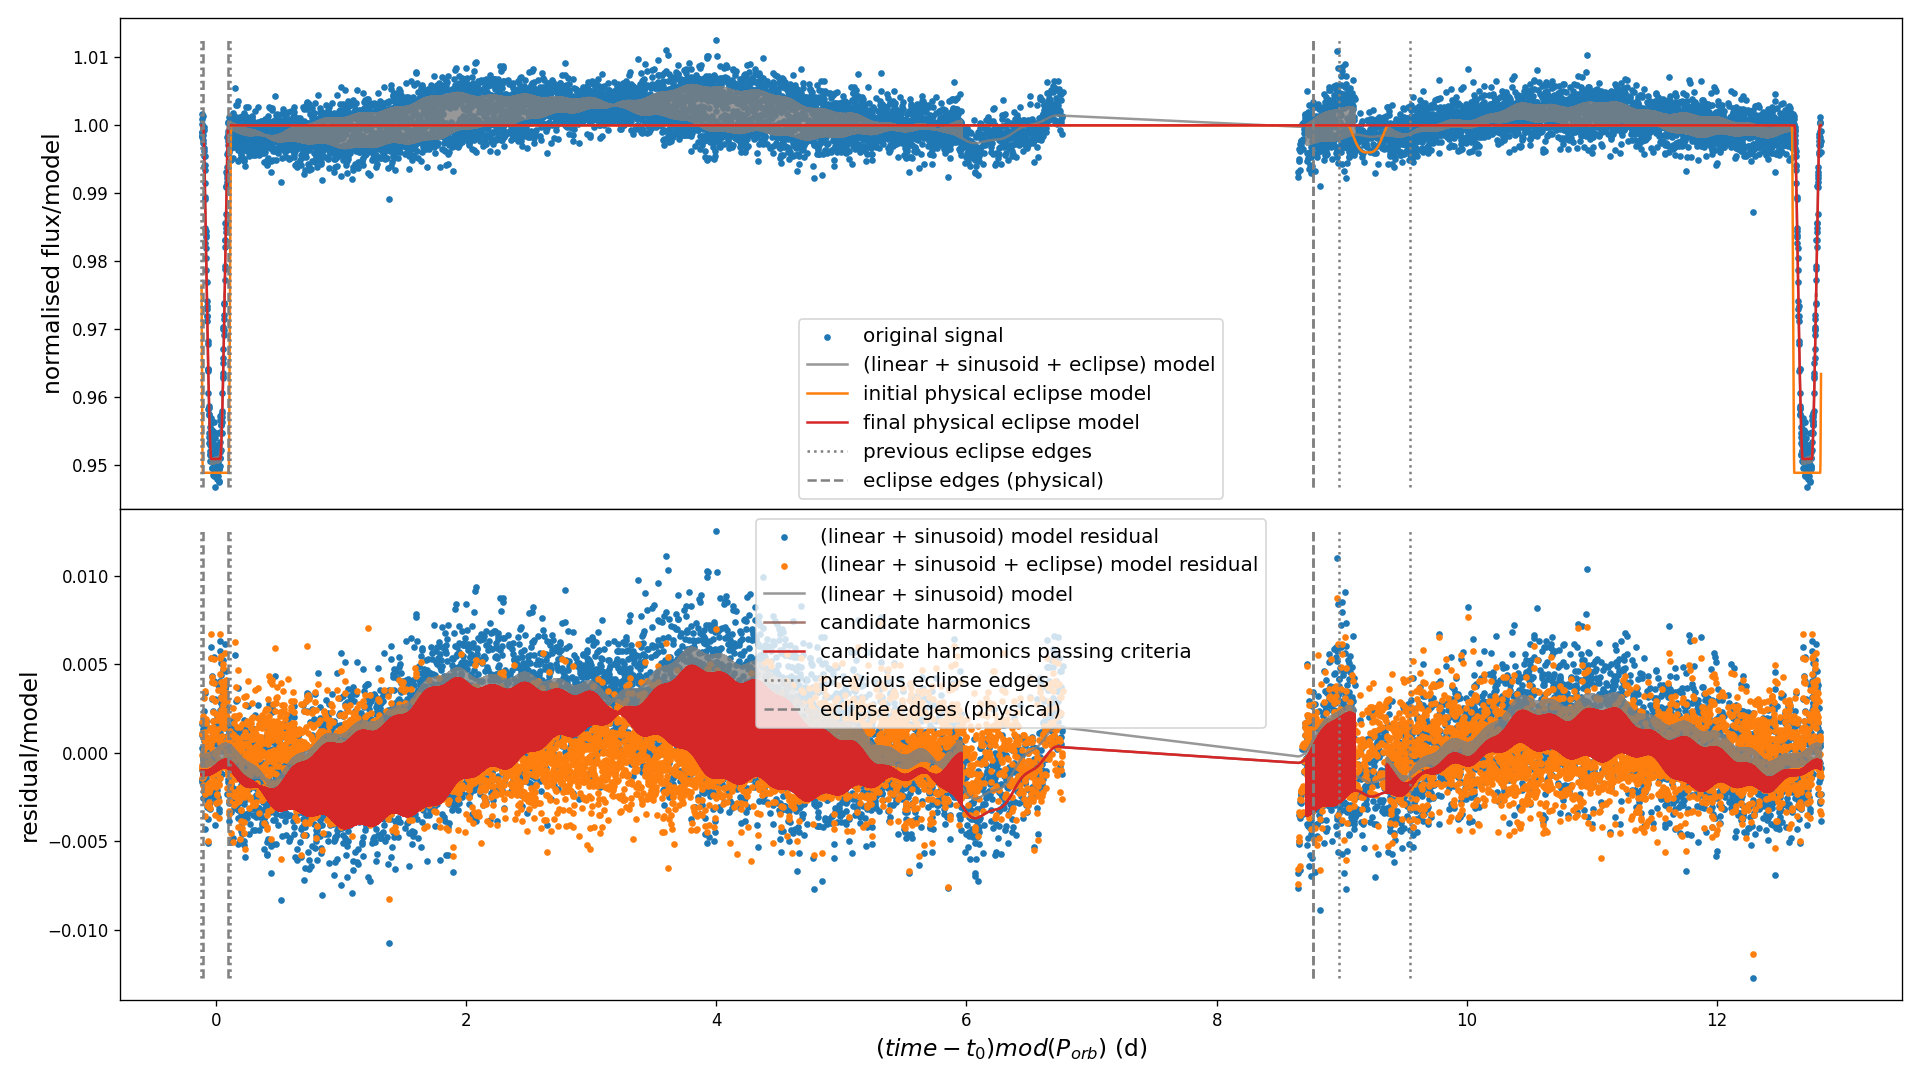 normalised flux/model
1.01
1.00
0.99
0.98
0.97
0.96
0.95
original signal
(linear + sinusoid + eclipse) model
initial physical eclipse model
final physical eclipse model
previous eclipse edges
eclipse edges (physical)
residual/model
0.010
0.005
0.000
−0.005
−0.010
(linear + sinusoid) model residual
(linear + sinusoid + eclipse) model residual
(linear + sinusoid) model
candidate harmonics
candidate harmonics passing criteria
previous eclipse edges
eclipse edges (physical)
0 2 4 6 8 10 12
(time − t₀)mod(Pₒᵣb) (d)